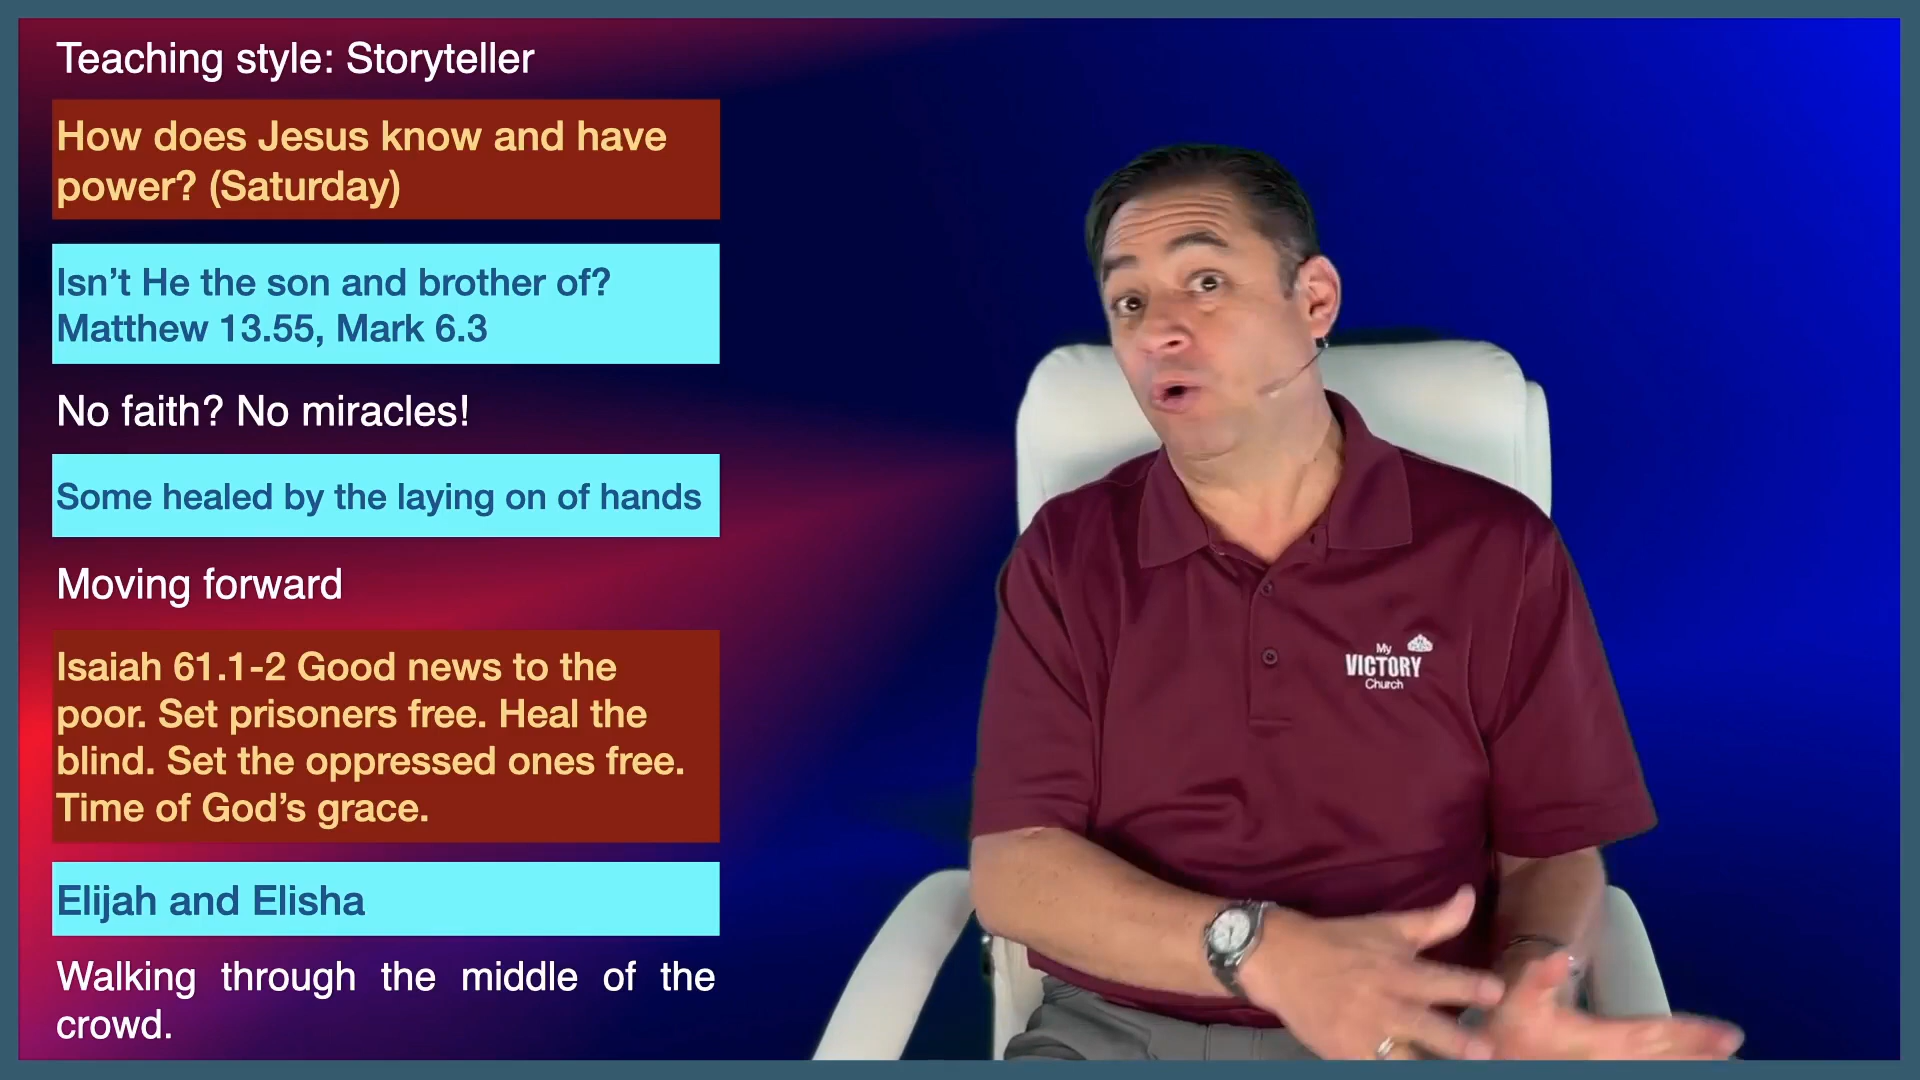 Teaching style: Storyteller
How does Jesus know and have
power? (Saturday)
Isn’t He the son and brother of?
Matthew 13.55, Mark 6.3
No faith? No miracles!
Some healed by the laying on of hands
Moving forward
Isaiah 61.1-2 Good news to the
poor. Set prisoners free. Heal the
blind. Set the oppressed ones free.
Time of God’s grace.
Elijah and Elisha
Walking through the middle of the
crowd.
My
VICTORY
Church